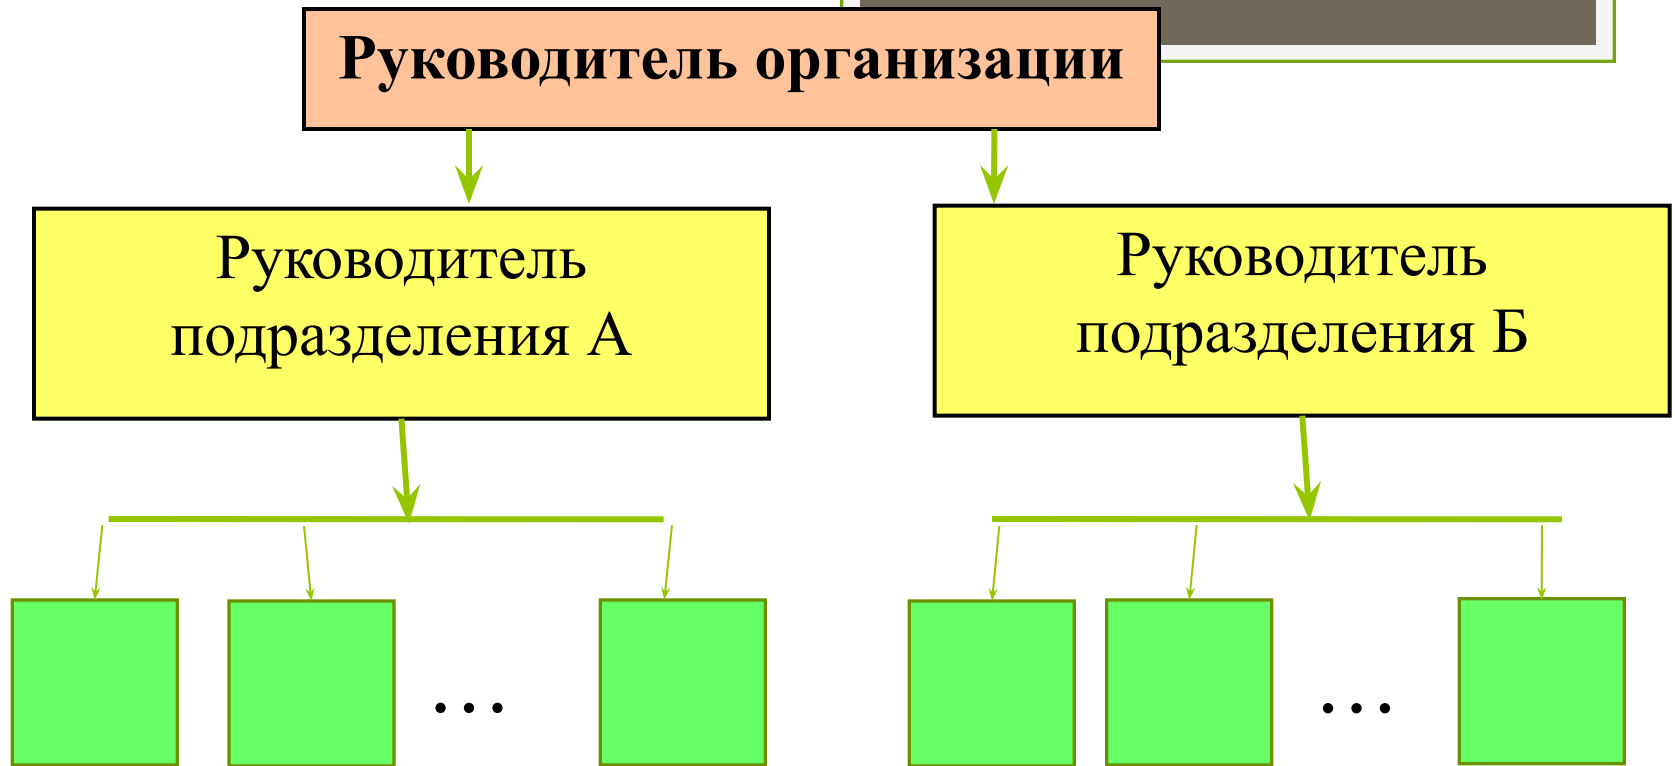 Руководитель организации
Руководитель
подразделения А
Руководитель
подразделения Б
...
...